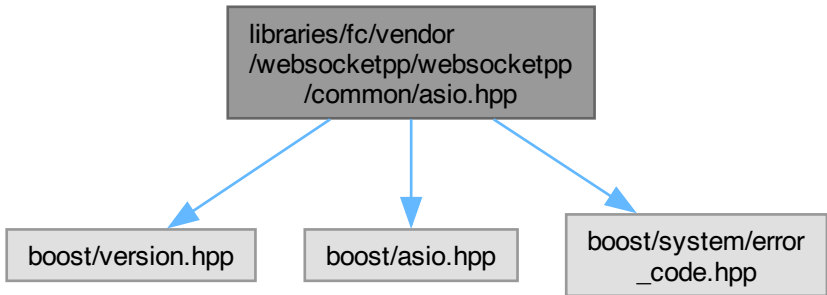 libraries/fc/vendor
/websocketpp/websocketpp
/common/asio.hpp
boost/version.hpp
boost/asio.hpp
boost/system/error
_code.hpp